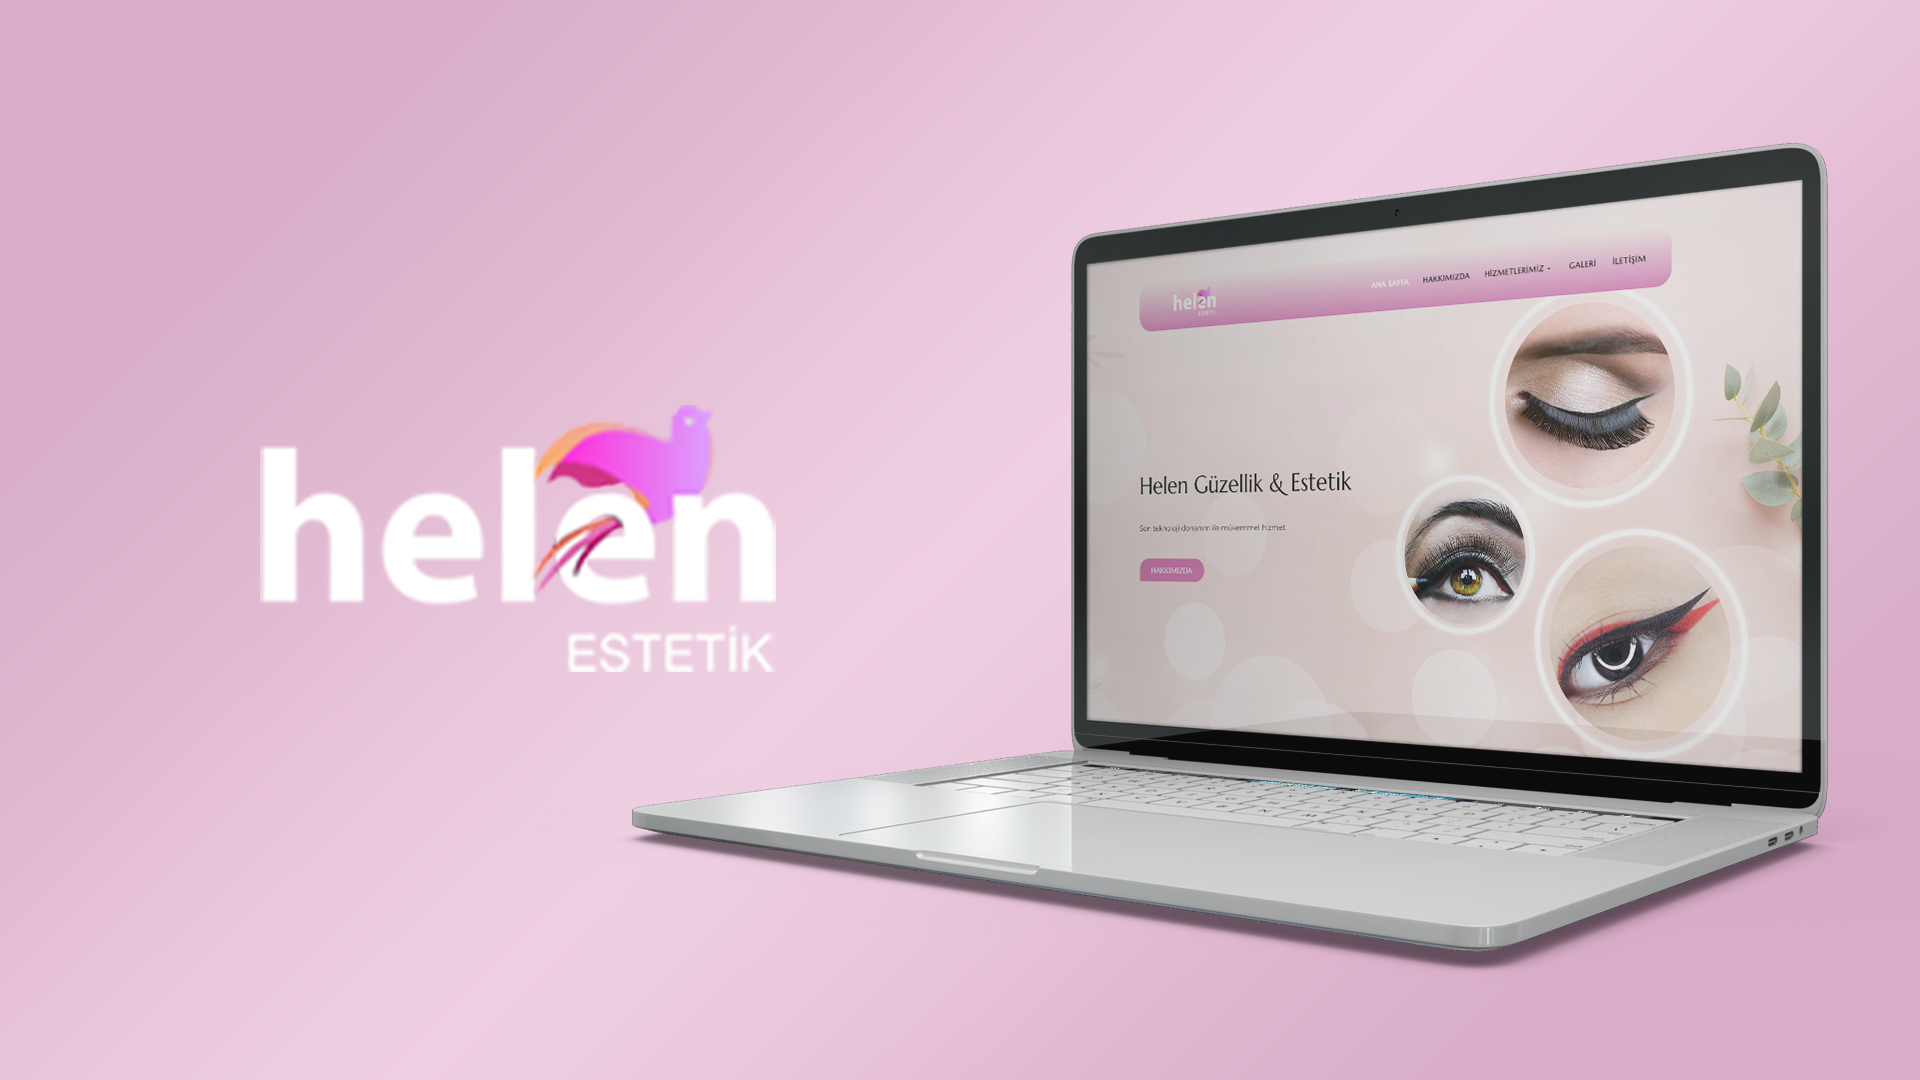 helen
ESTETİK
helen
ESTETİK
ANA SAYFA HAKKIMIZDA HİZMETLERİMİZ GALERİ İLETİŞİM
Helen Güzellik & Estetik
Son teknoloji donanım ile mükemmel hizmet.
HAKKIMIZDA